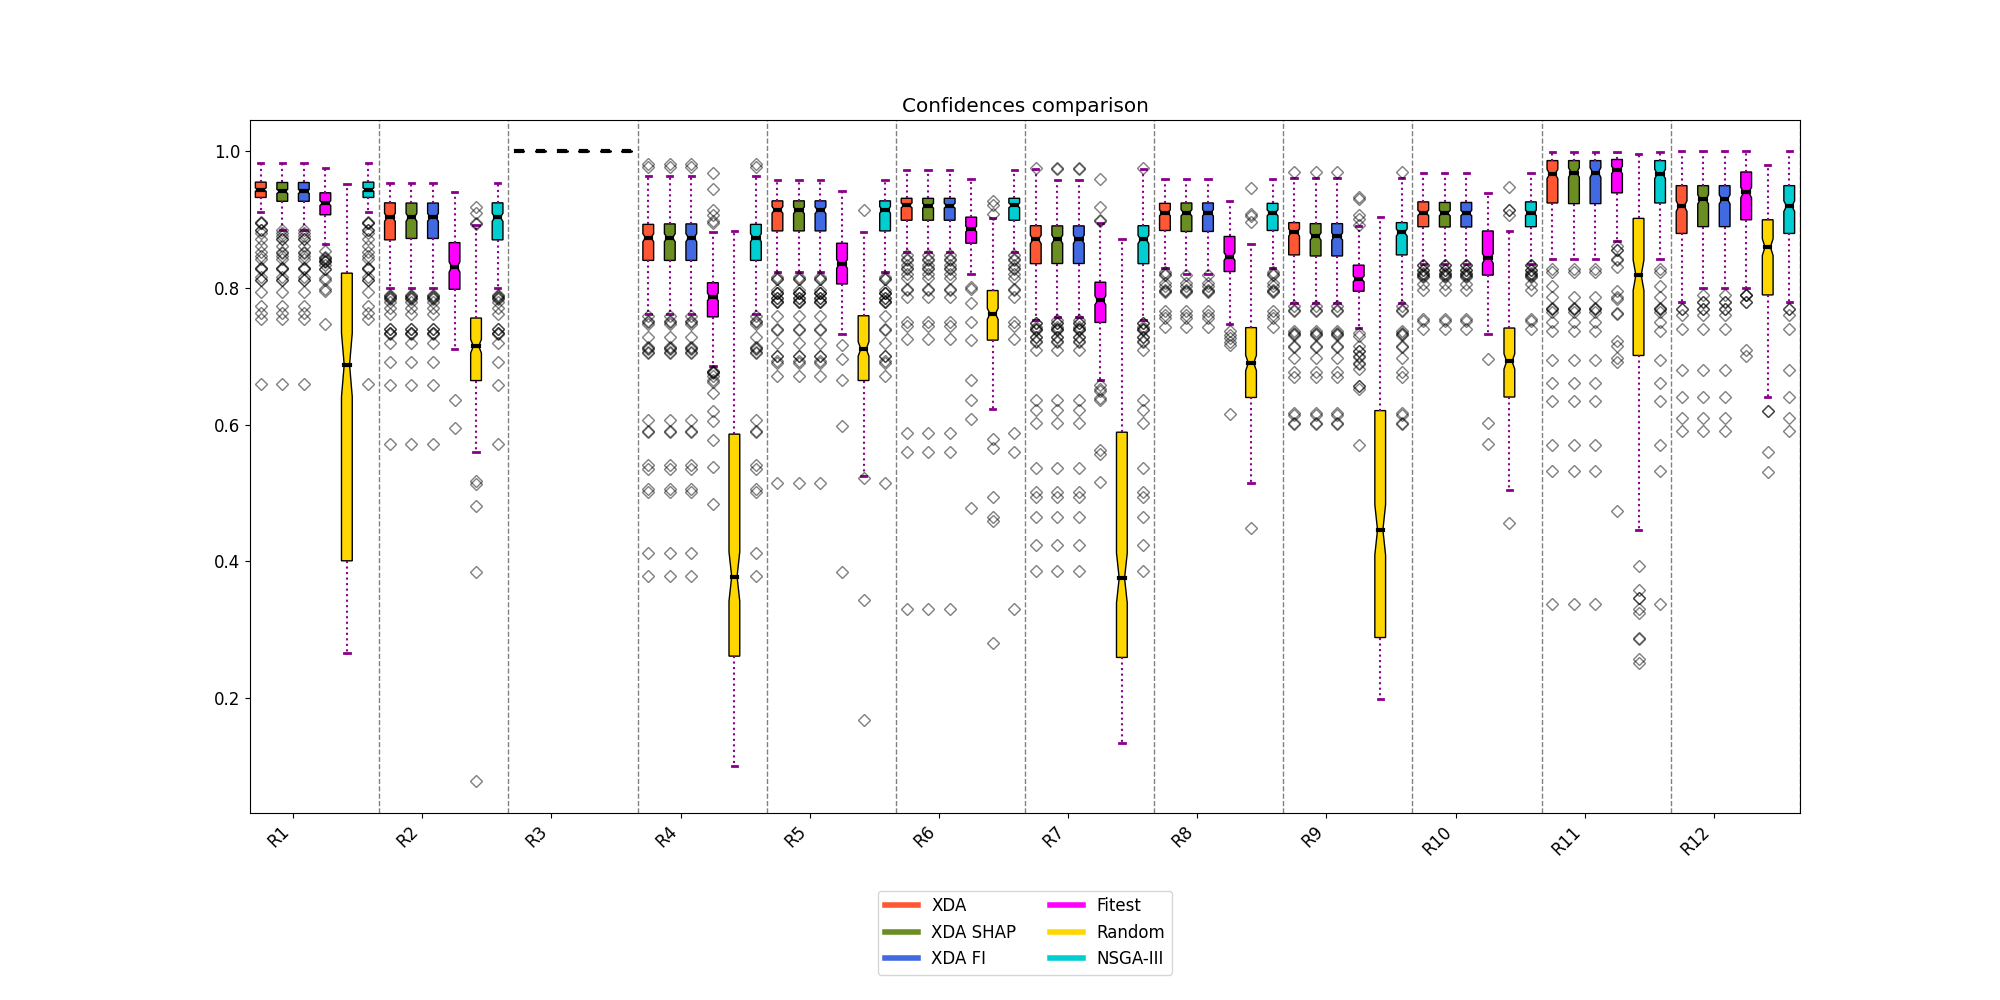 Confidences comparison
1.0
0.8
0.6
0.4
0.2
R1
R2
R3
R4
R5
R6
R7
R8
R9
R10
R11
R12
XDA
XDA SHAP
XDA FI
Fitest
Random
NSGA-III